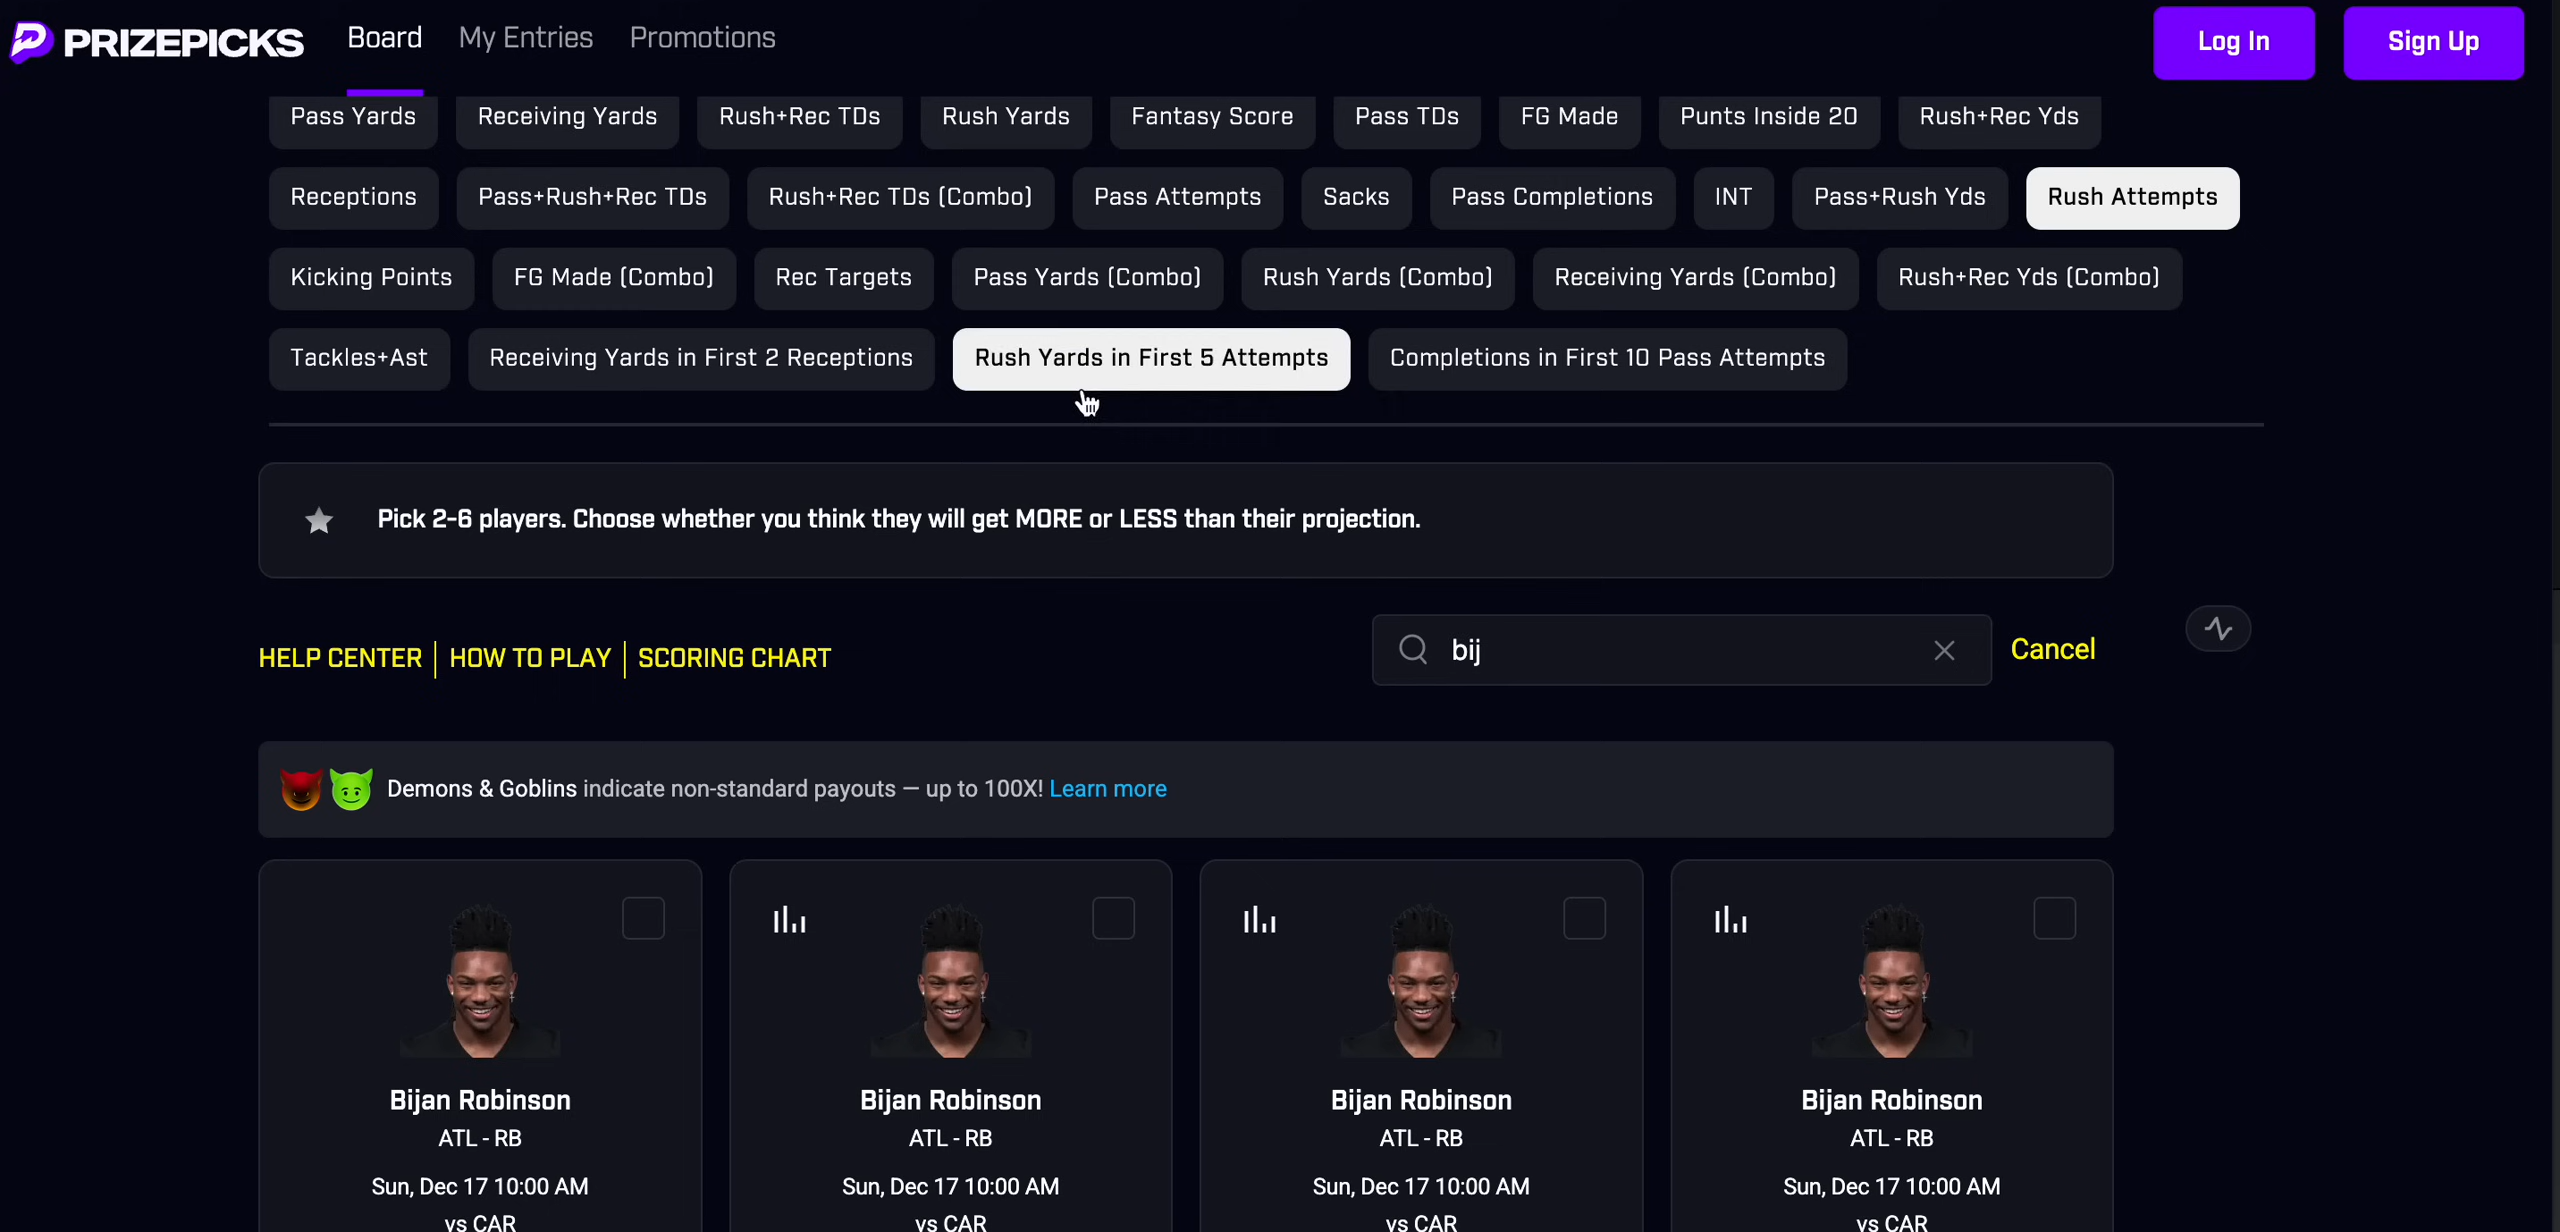 PRIZEPICKS Board My Entries Promotions Log In Sign Up
Pass Yards Receiving Yards Rush+Rec TDs Rush Yards Fantasy Score Pass TDs FG Made Punts Inside 20 Rush+Rec Yds
Receptions Pass+Rush+Rec TDs Rush+Rec TDs (Combo) Pass Attempts Sacks Pass Completions INT Pass+Rush Yds Rush Attempts
Kicking Points FG Made (Combo) Rec Targets Pass Yards (Combo) Rush Yards (Combo) Receiving Yards (Combo) Rush+Rec Yds (Combo)
Tackles+Ast Receiving Yards in First 2 Receptions Rush Yards in First 5 Attempts Completions in First 10 Pass Attempts
Pick 2-6 players. Choose whether you think they will get MORE or LESS than their projection.
HELP CENTER HOW TO PLAY SCORING CHART bij Cancel
Demons & Goblins indicate non-standard payouts — up to 100X! Learn more
Bijan Robinson Bijan Robinson Bijan Robinson Bijan Robinson
ATL - RB ATL - RB ATL - RB ATL - RB
Sun, Dec 17 10:00 AM Sun, Dec 17 10:00 AM Sun, Dec 17 10:00 AM Sun, Dec 17 10:00 AM
vs CAR vs CAR vs CAR vs CAR